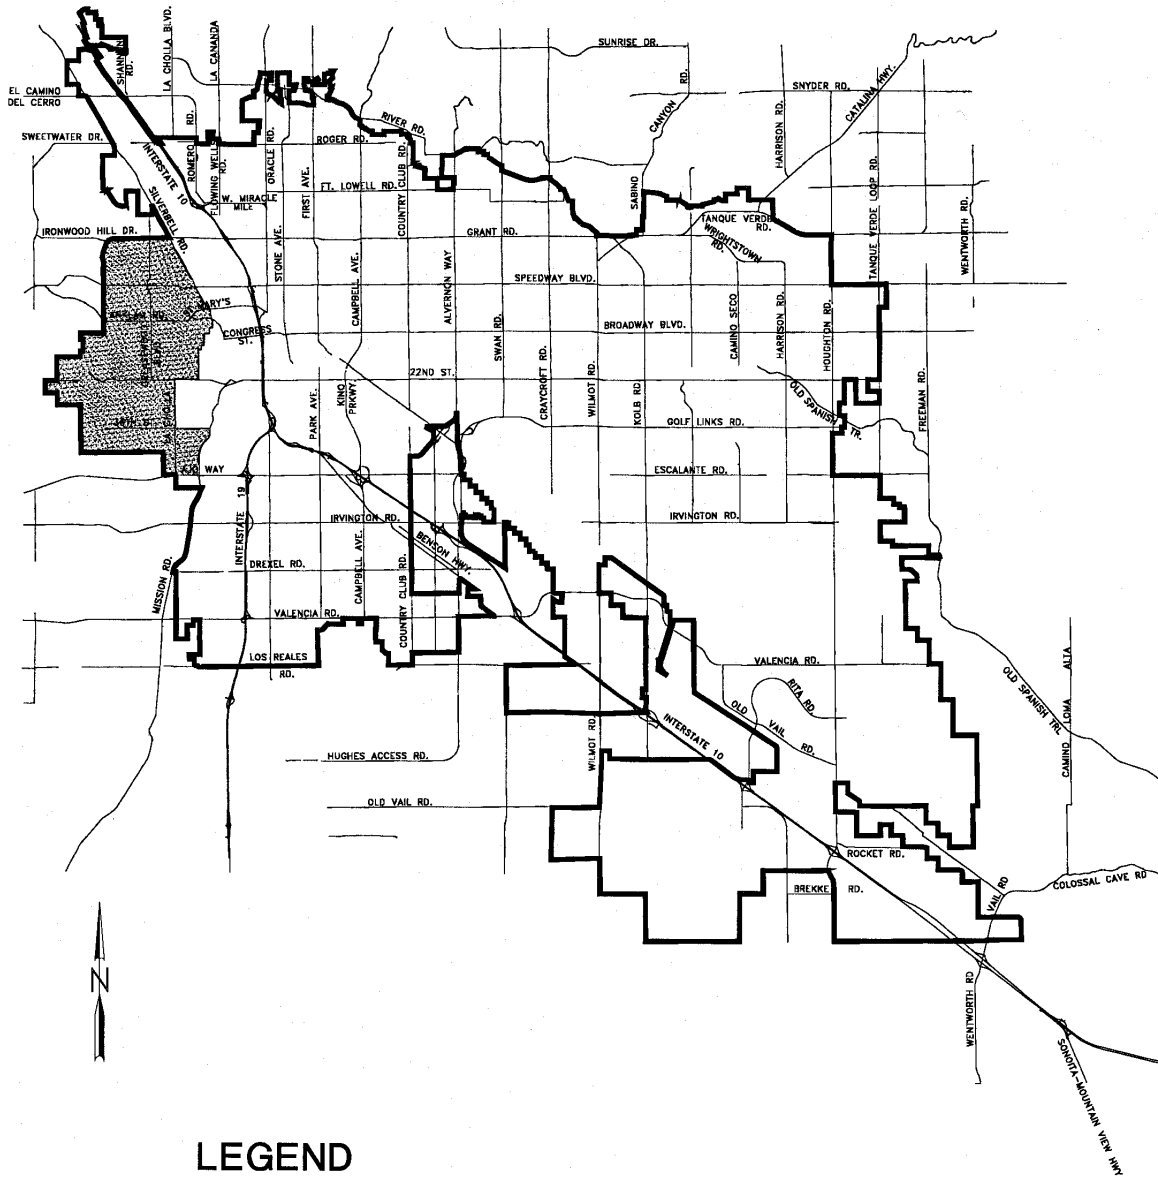 SHANNON
RD.
LA CHOLLA BLVD.
LA CANANDA
SUNRISE DR.
CATALINA HWY.
SNYDER RD.
EL CAMINO
DEL CERRO
RD.
CANYON
RD.
HARRISON RD.
RIVER RD.
SWEETWATER DR.
ROGER RD.
INTERSTATE 10
ROMERO
FLOWING WELLS
RD.
ORACLE RD.
FIRST AVE.
FT. LOWELL RD.
COUNTRY CLUB RD.
SABINO
TANQUE VERDE LOOP RD.
WENTWORTH RD.
SILVERBELL RD.
W. MIRACLE
MILE
TANQUE VERDE
RD.
WRIGHTSTOWN
RD.
IRONWOOD HILL DR.
GRANT RD.
STONE AVE.
CAMPBELL AVE.
ALVERNON WAY
SPEEDWAY BLVD.
CAMINO SECO
HARRISON RD.
HOUGHTON RD.
CONGRESS
ST.
BROADWAY BLVD.
SWAN RD.
CRAYCROFT RD.
WILMOT RD.
KOLB RD.
22ND ST.
PARK AVE.
KINO
PRKWY.
OLD SPANISH TR.
FREEMAN RD.
GOLF LINKS RD.
AJO WAY
ESCALANTE RD.
INTERSTATE 19
IRVINGTON RD.
IRVINGTON RD.
BENSON HWY.
CAMPBELL AVE.
COUNTRY CLUB RD.
DREXEL RD.
MISSION RD.
VALENCIA RD.
LOS REALES
RD.
VALENCIA RD.
OLD SPANISH TRL
CAMINO LOMA ALTA
RITA RD.
OLD VAIL RD.
INTERSTATE 10
WILMOT RD.
HUGHES ACCESS RD.
OLD VAIL RD.
ROCKET RD.
BREKKE RD.
VAIL RD
COLOSSAL CAVE RD
N
WENTWORTH RD
SONOITA-MOUNTAIN VIEW HWY
LEGEND